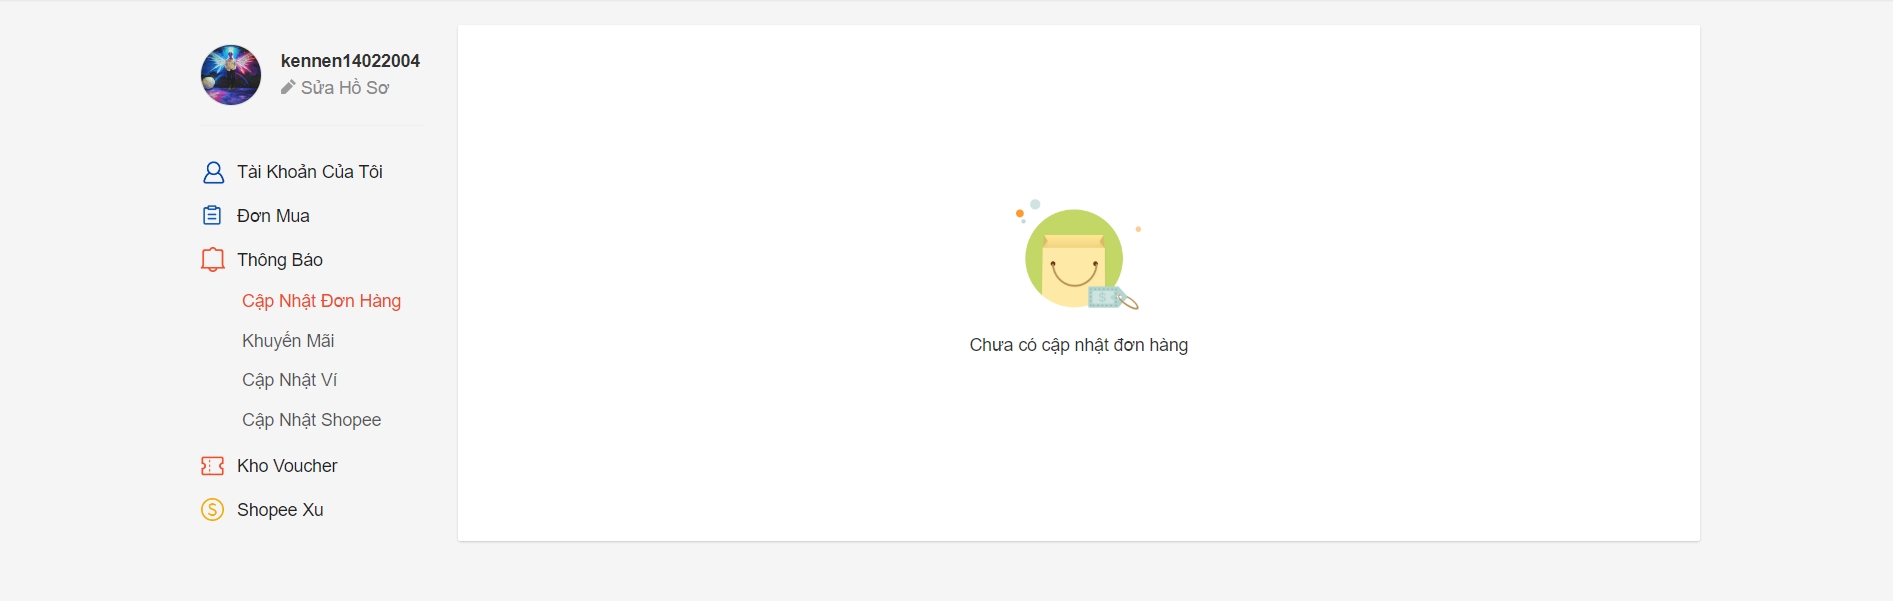 kennen14022004
Sửa Hồ Sơ
Tài Khoản Của Tôi
Đơn Mua
Thông Báo
Cập Nhật Đơn Hàng
Khuyến Mãi
Cập Nhật Ví
Cập Nhật Shopee
Kho Voucher
Shopee Xu
Chưa có cập nhật đơn hàng